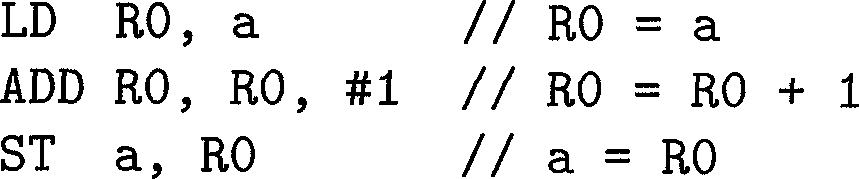 LD  R0, a       // R0 = a
ADD R0, R0, #1  // R0 = R0 + 1
ST  a, R0       // a = R0